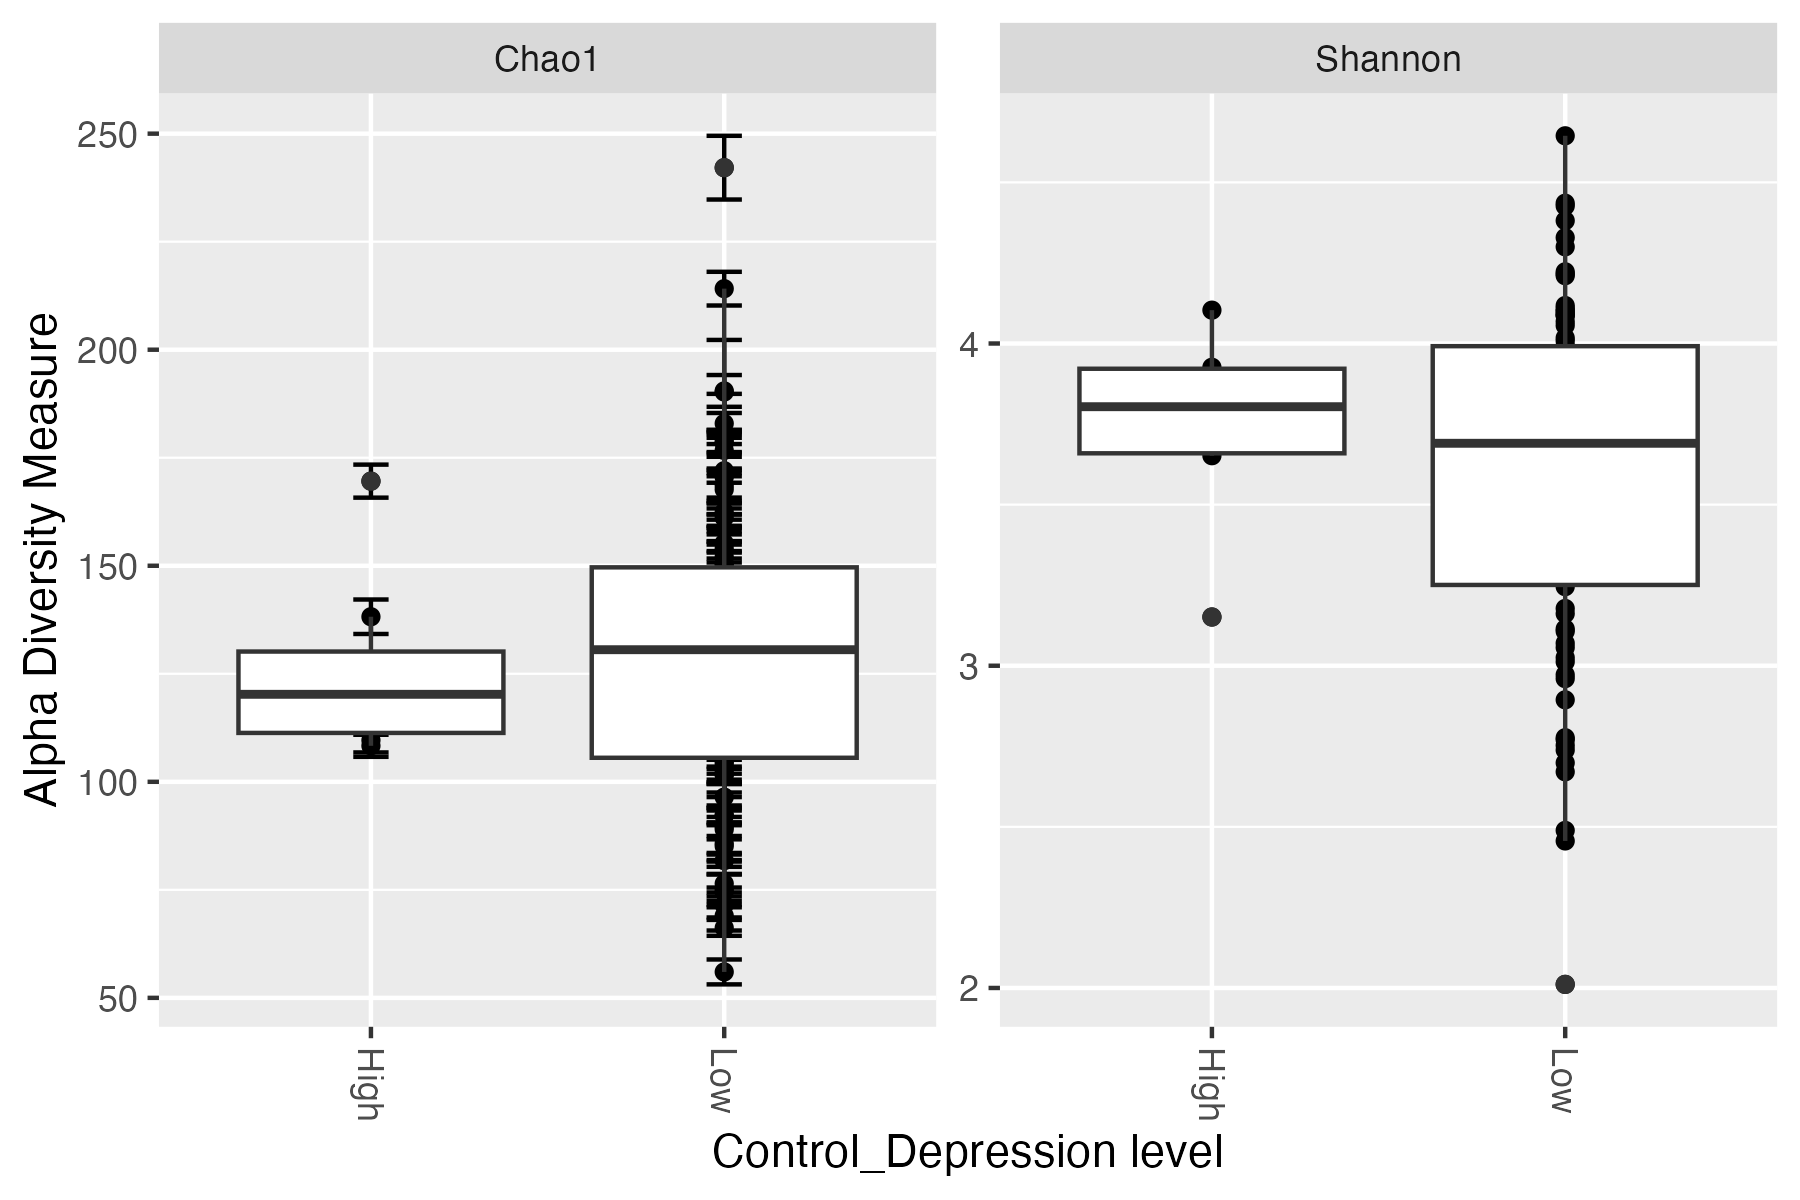 Chao1
Shannon
Alpha Diversity Measure
250
200
150
100
50
4
3
2
High
Low
High
Low
Control_Depression level